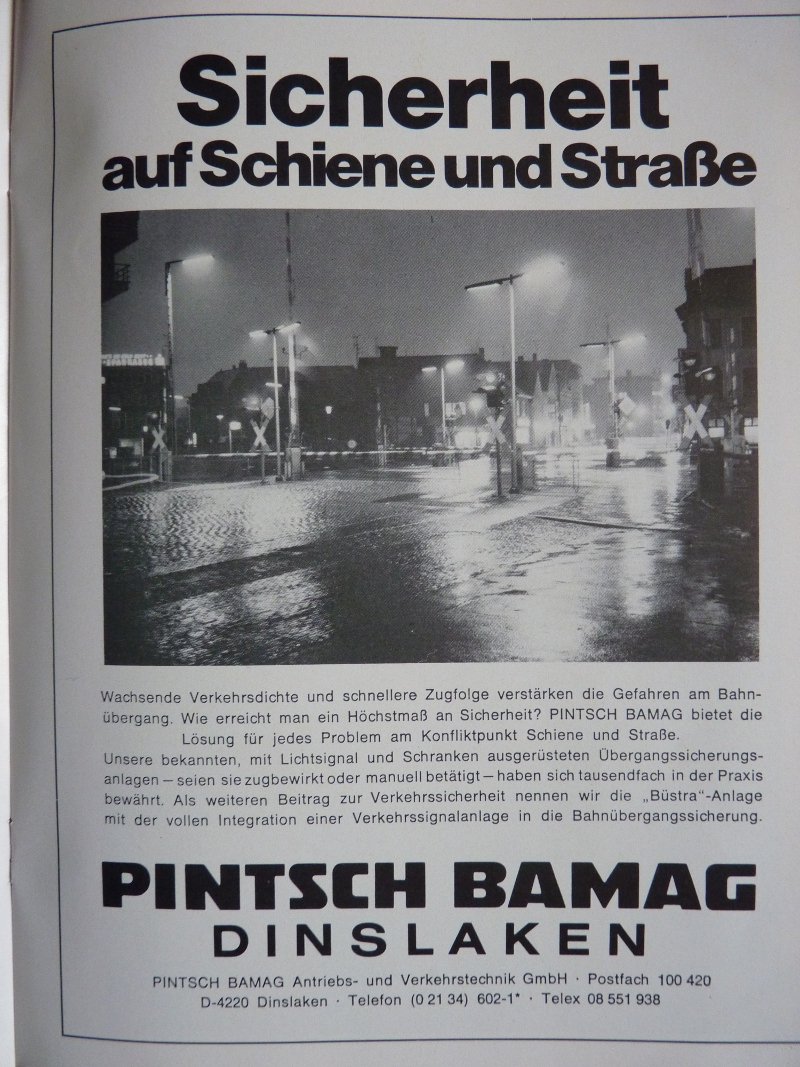 Sicherheit
auf Schiene und Straße
Wachsende Verkehrsdichte und schnellere Zugfolge verstärken die Gefahren am Bahn-
übergang. Wie erreicht man ein Höchstmaß an Sicherheit? PINTSCH BAMAG bietet die
Lösung für jedes Problem am Konfliktpunkt Schiene und Straße.
Unsere bekannten, mit Lichtsignal und Schranken ausgerüsteten Übergangssicherungs-
anlagen – seien sie zugbewirkt oder manuell betätigt – haben sich tausendfach in der Praxis
bewährt. Als weiteren Beitrag zur Verkehrssicherheit nennen wir die „Büstra"-Anlage
mit der vollen Integration einer Verkehrssignalanlage in die Bahnübergangssicherung.
PINTSCH BAMAG
DINSLAKEN
PINTSCH BAMAG Antriebs- und Verkehrstechnik GmbH · Postfach 100 420
D-4220 Dinslaken · Telefon (0 21 34) 602-1* · Telex 08 551 938